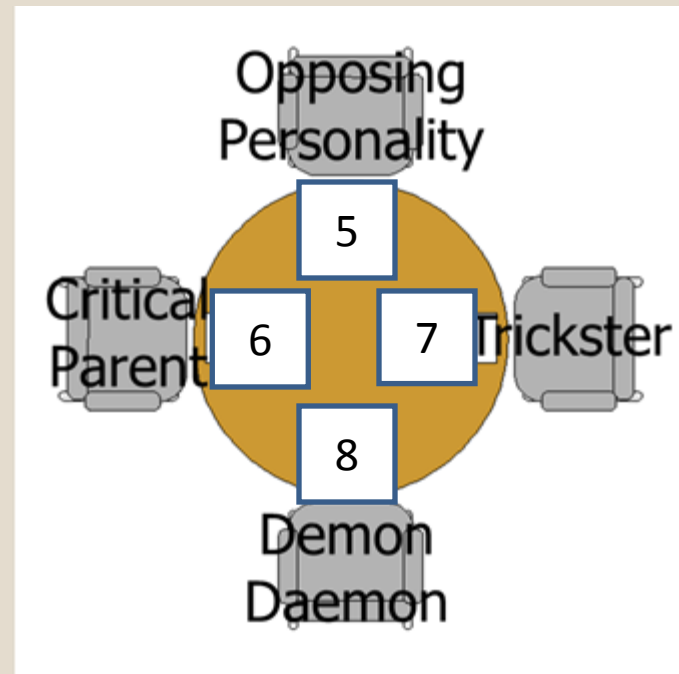 Opposing
Personality
5
Critical
Parent
6
7
Trickster
8
Demon
Daemon